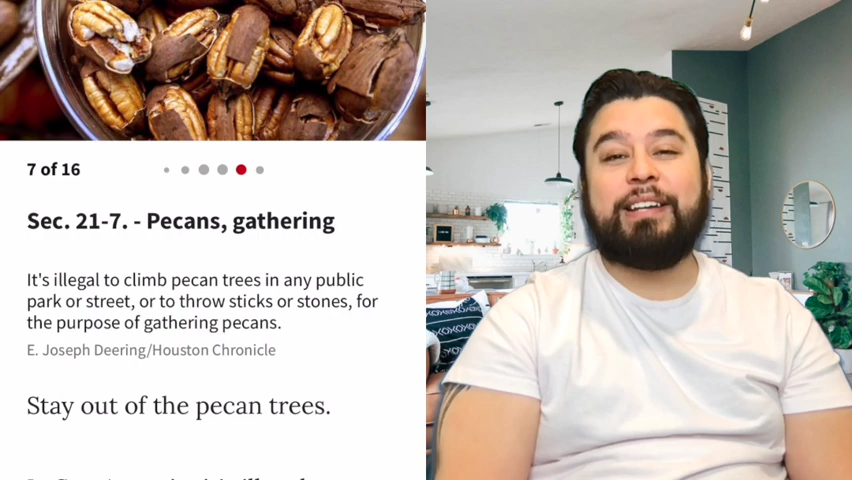 7 of 16
Sec. 21-7. - Pecans, gathering
It's illegal to climb pecan trees in any public
park or street, or to throw sticks or stones, for
the purpose of gathering pecans.
E. Joseph Deering/Houston Chronicle
Stay out of the pecan trees.